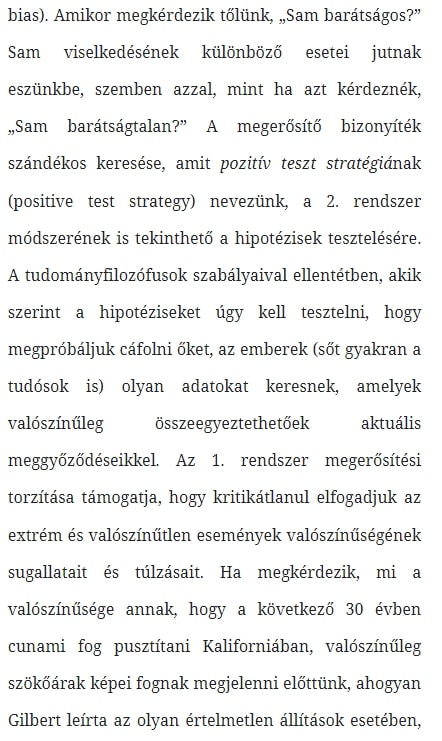 bias). Amikor megkérdezik tőlünk, „Sam barátságos?”
Sam viselkedésének különböző esetei jutnak
eszünkbe, szemben azzal, mint ha azt kérdeznék,
„Sam barátságtalan?” A megerősítő bizonyíték
szándékos keresése, amit pozitív teszt stratégiának
(positive test strategy) nevezünk, a 2. rendszer
módszerének is tekinthető a hipotézisek tesztelésére.
A tudományfilozófusok szabályaival ellentétben, akik
szerint a hipotéziseket úgy kell tesztelni, hogy
megpróbáljuk cáfolni őket, az emberek (sőt gyakran a
tudósok is) olyan adatokat keresnek, amelyek
valószínűleg összeegyeztethetőek aktuális
meggyőződéseikkel. Az 1. rendszer megerősítési
torzítása támogatja, hogy kritikátlanul elfogadjuk az
extrém és valószínűtlen események valószínűségének
sugallatait és túlzásait. Ha megkérdezik, mi a
valószínűsége annak, hogy a következő 30 évben
cunami fog pusztítani Kaliforniában, valószínűleg
szökőárak képei fognak megjelenni előttünk, ahogyan
Gilbert leírta az olyan értelmetlen állítások esetében,